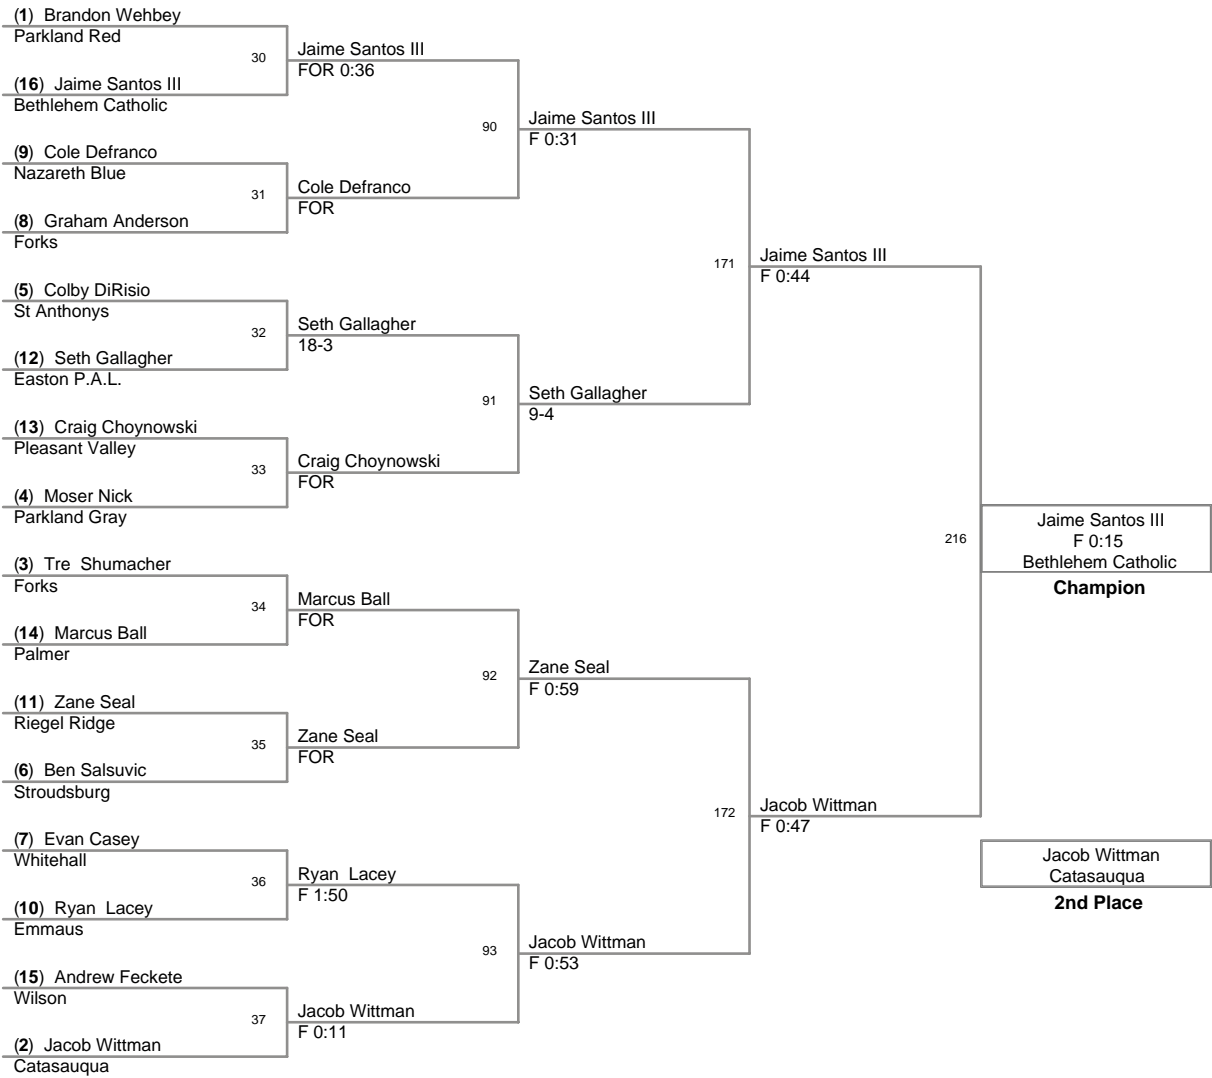 (1) Brandon Wehbey
Parkland Red
30
(16) Jaime Santos III
Bethlehem Catholic
Jaime Santos III
FOR 0:36
90
(9) Cole Defranco
Nazareth Blue
31
(8) Graham Anderson
Forks
Cole Defranco
FOR
Jaime Santos III
F 0:31
171
(5) Colby DiRisio
St Anthonys
32
(12) Seth Gallagher
Easton P.A.L.
Seth Gallagher
18-3
91
(13) Craig Choynowski
Pleasant Valley
33
(4) Moser Nick
Parkland Gray
Craig Choynowski
FOR
Seth Gallagher
9-4
Jaime Santos III
F 0:44
216
(3) Tre Shumacher
Forks
34
(14) Marcus Ball
Palmer
Marcus Ball
FOR
92
(11) Zane Seal
Riegel Ridge
35
(6) Ben Salsuvic
Stroudsburg
Zane Seal
FOR
Zane Seal
F 0:59
172
(7) Evan Casey
Whitehall
36
(10) Ryan Lacey
Emmaus
Ryan Lacey
F 1:50
93
(15) Andrew Feckete
Wilson
37
(2) Jacob Wittman
Catasauqua
Jacob Wittman
F 0:11
Jacob Wittman
F 0:53
Jacob Wittman
F 0:47
Jaime Santos III
F 0:15
Bethlehem Catholic
Champion
Jacob Wittman
Catasauqua
2nd Place